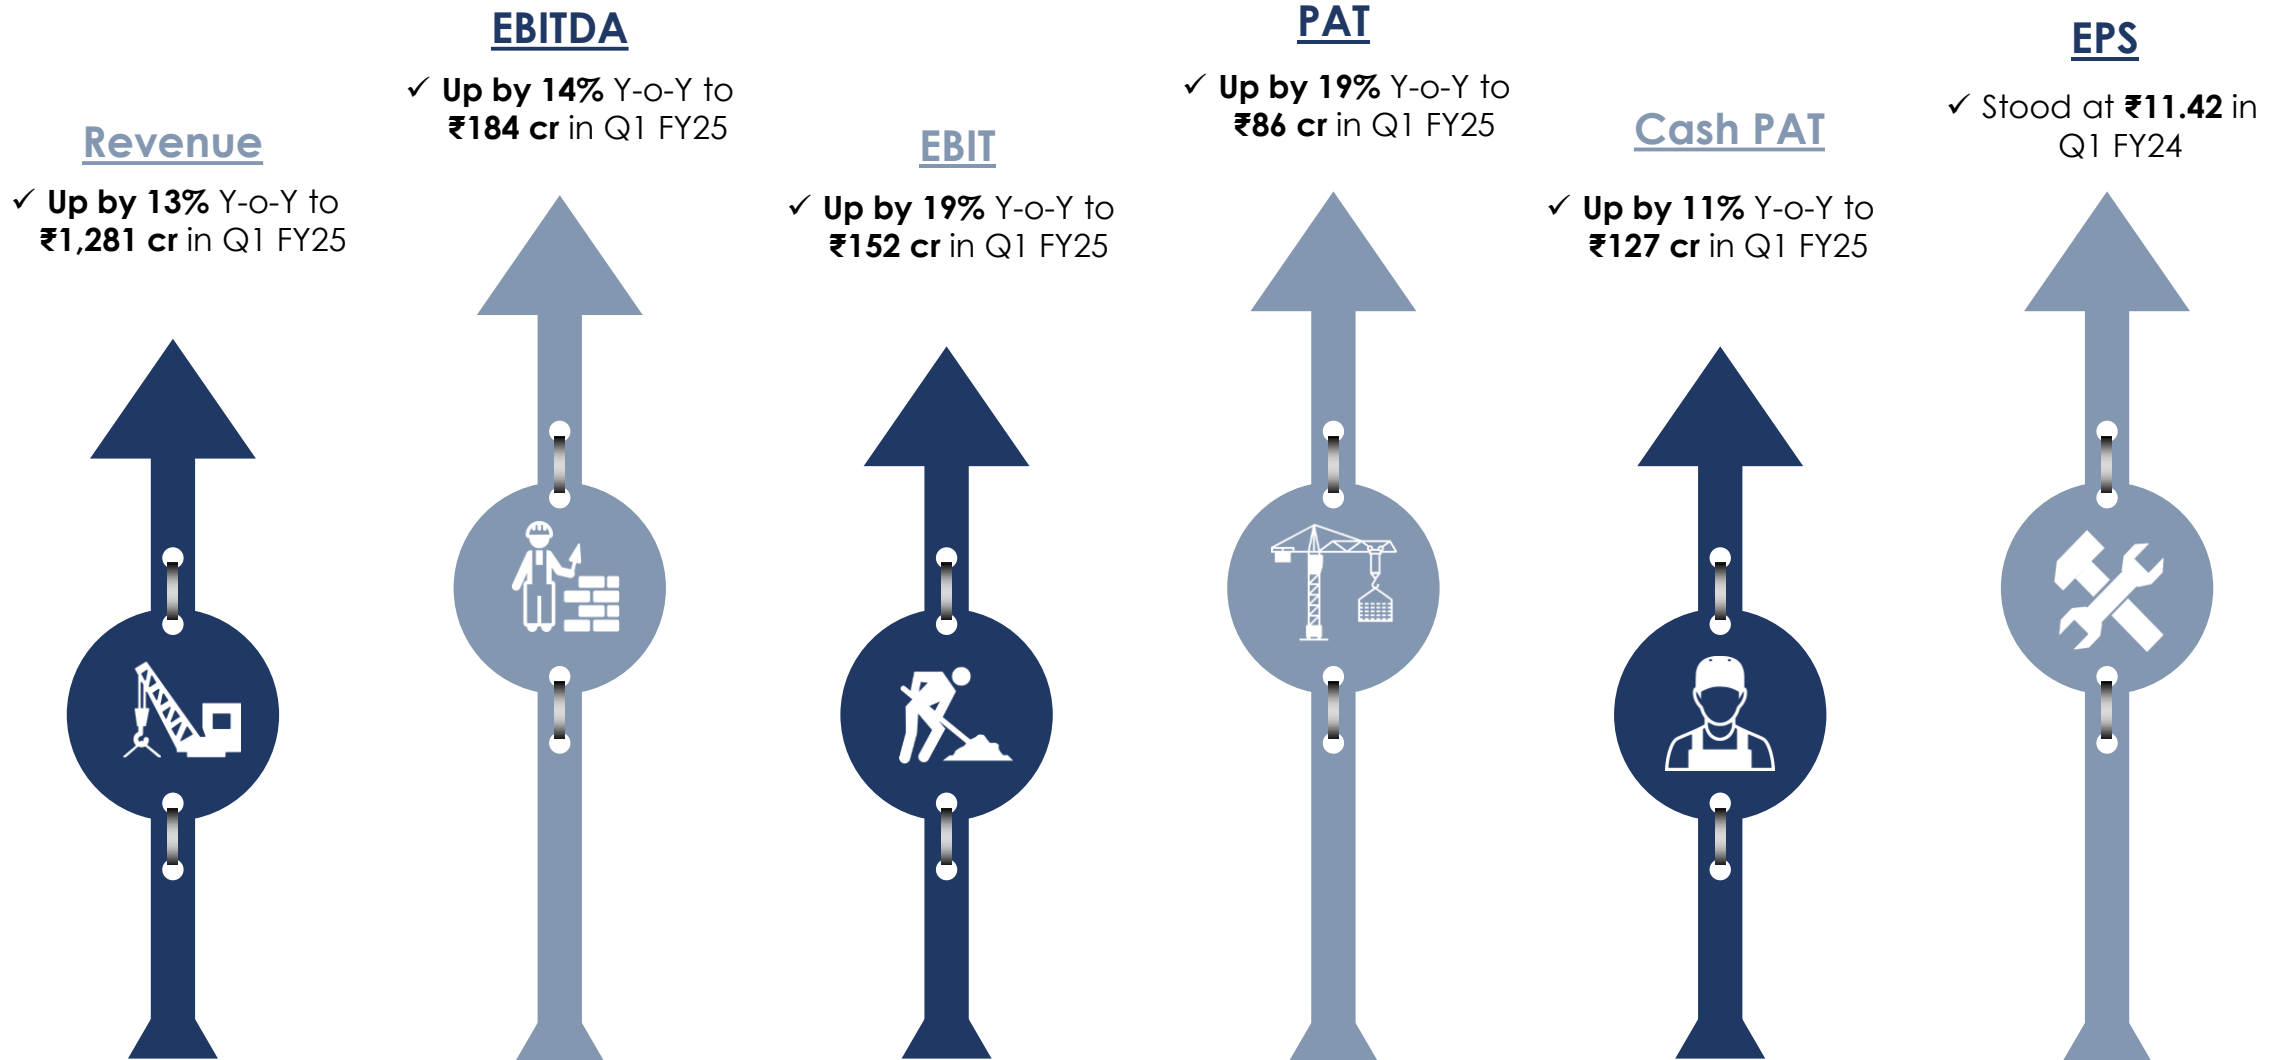 Revenue
✓ Up by 13% Y-o-Y to
₹1,281 cr in Q1 FY25
EBITDA
✓ Up by 14% Y-o-Y to
₹184 cr in Q1 FY25
EBIT
✓ Up by 19% Y-o-Y to
₹152 cr in Q1 FY25
PAT
✓ Up by 19% Y-o-Y to
₹86 cr in Q1 FY25
Cash PAT
✓ Up by 11% Y-o-Y to
₹127 cr in Q1 FY25
EPS
✓ Stood at ₹11.42 in
Q1 FY24